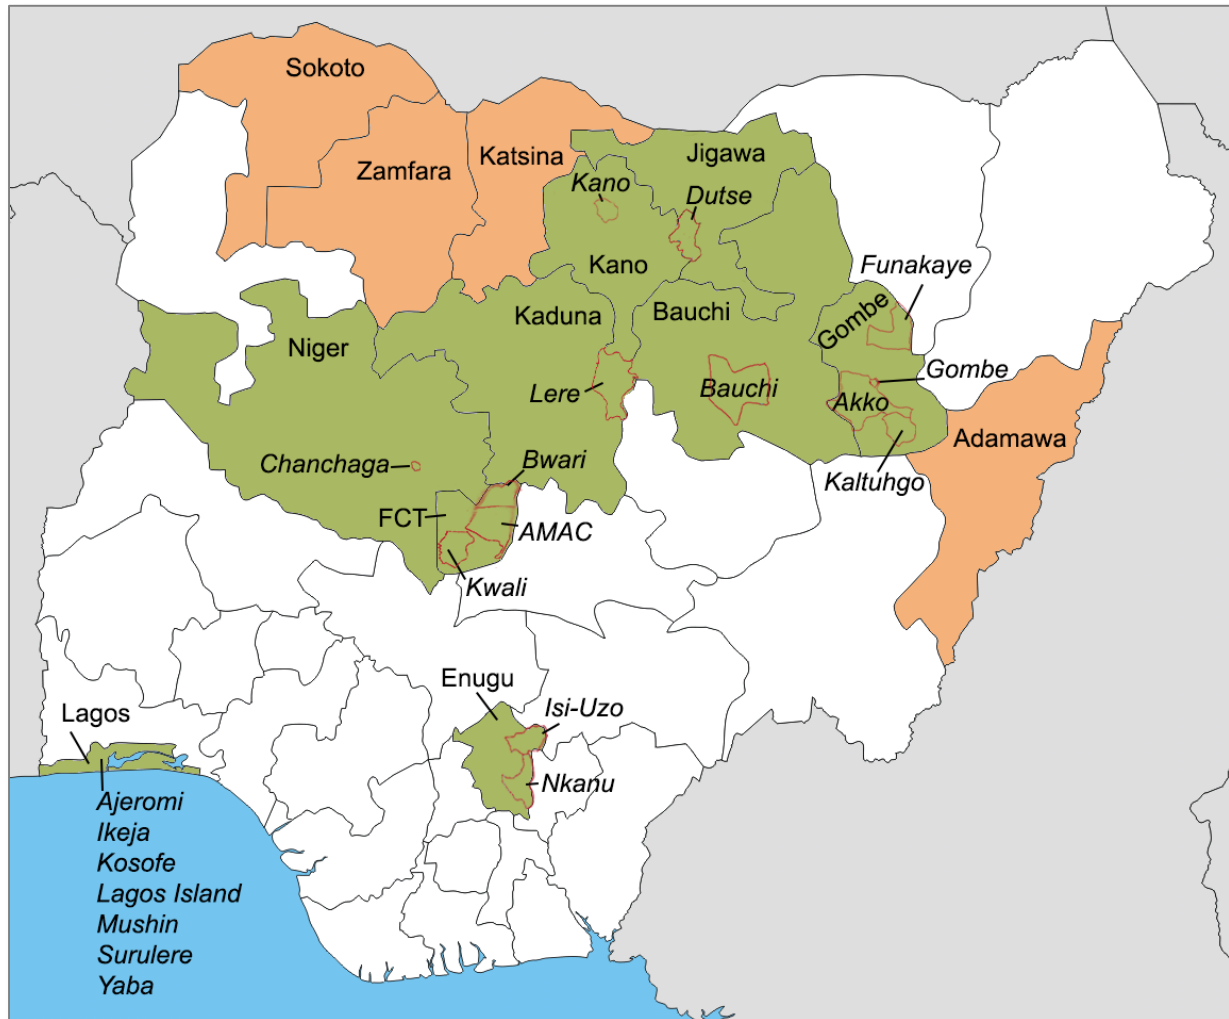 Sokoto
Zamfara
Katsina
Jigawa
Kano
Dutse
Kano
Funakaye
Gombe
Bauchi
Kaduna
Niger
Gombe
Lere
Bauchi
Akko
Adamawa
Chanchaga
Bwari
Kaltuhgo
FCT
AMAC
Kwali
Enugu
Isi-Uzo
Lagos
Nkanu
Ajeromi
Ikeja
Kosofe
Lagos Island
Mushin
Surulere
Yaba